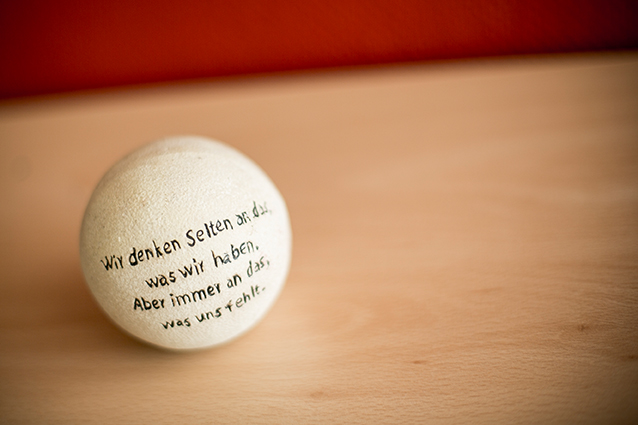 Wir denken Selten an das,
was wir haben.
Aber immer an das,
was uns fehlt.